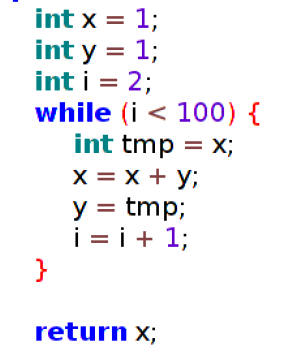 int x = 1;
int y = 1;
int i = 2;
while (i < 100) {
int tmp = x;
x = x + y;
y = tmp;
i = i + 1;
}
return x;